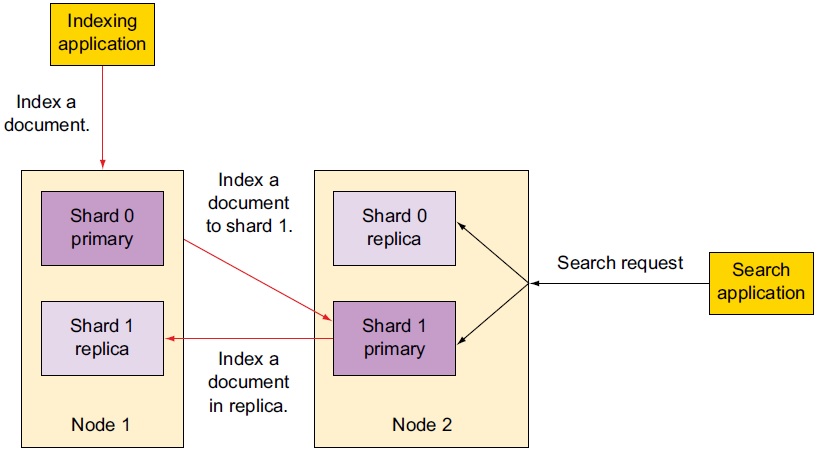 Indexing
application
Index a
document.
Index a
document
to shard 1.
Shard 0
primary
Shard 0
replica
Search request
Search
application
Shard 1
replica
Shard 1
primary
Index a
document
in replica.
Node 1
Node 2